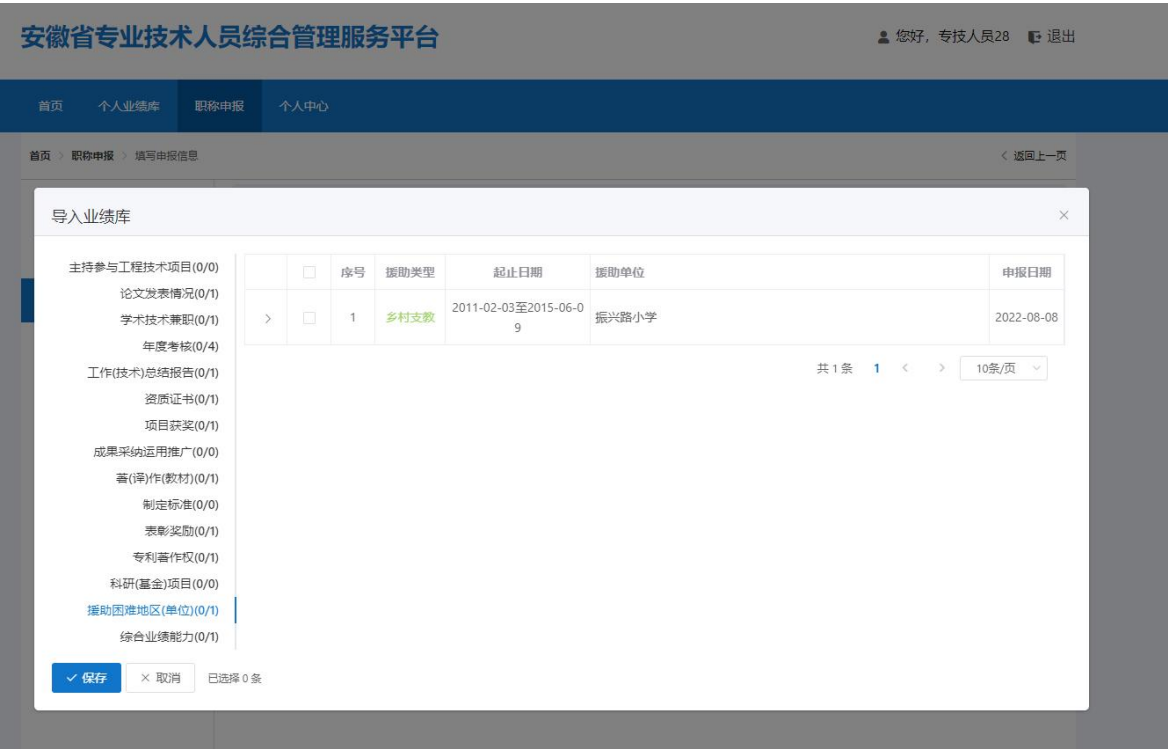 安徽省专业技术人员综合管理服务平台
您好，专技人员28 退出
首页 个人业绩库 职称申报 个人中心
首页 > 职称申报 > 填写申报信息
< 返回上一页
导入业绩库
主持参与工程技术项目(0/0)
论文发表情况(0/1)
学术技术兼职(0/1)
年度考核(0/4)
工作(技术)总结报告(0/1)
资质证书(0/1)
项目获奖(0/1)
成果采纳运用推广(0/0)
著(译)作(教材)(0/1)
制定标准(0/0)
表彰奖励(0/1)
专利著作权(0/1)
科研(基金)项目(0/0)
援助困难地区(单位)(0/1)
综合业绩能力(0/1)
序号 援助类型 起止日期 援助单位 申报日期
1 乡村支教 2011-02-03至2015-06-0
9
振兴路小学 2022-08-08
共 1 条 1 < > 10条/页
保存 取消 已选择 0 条